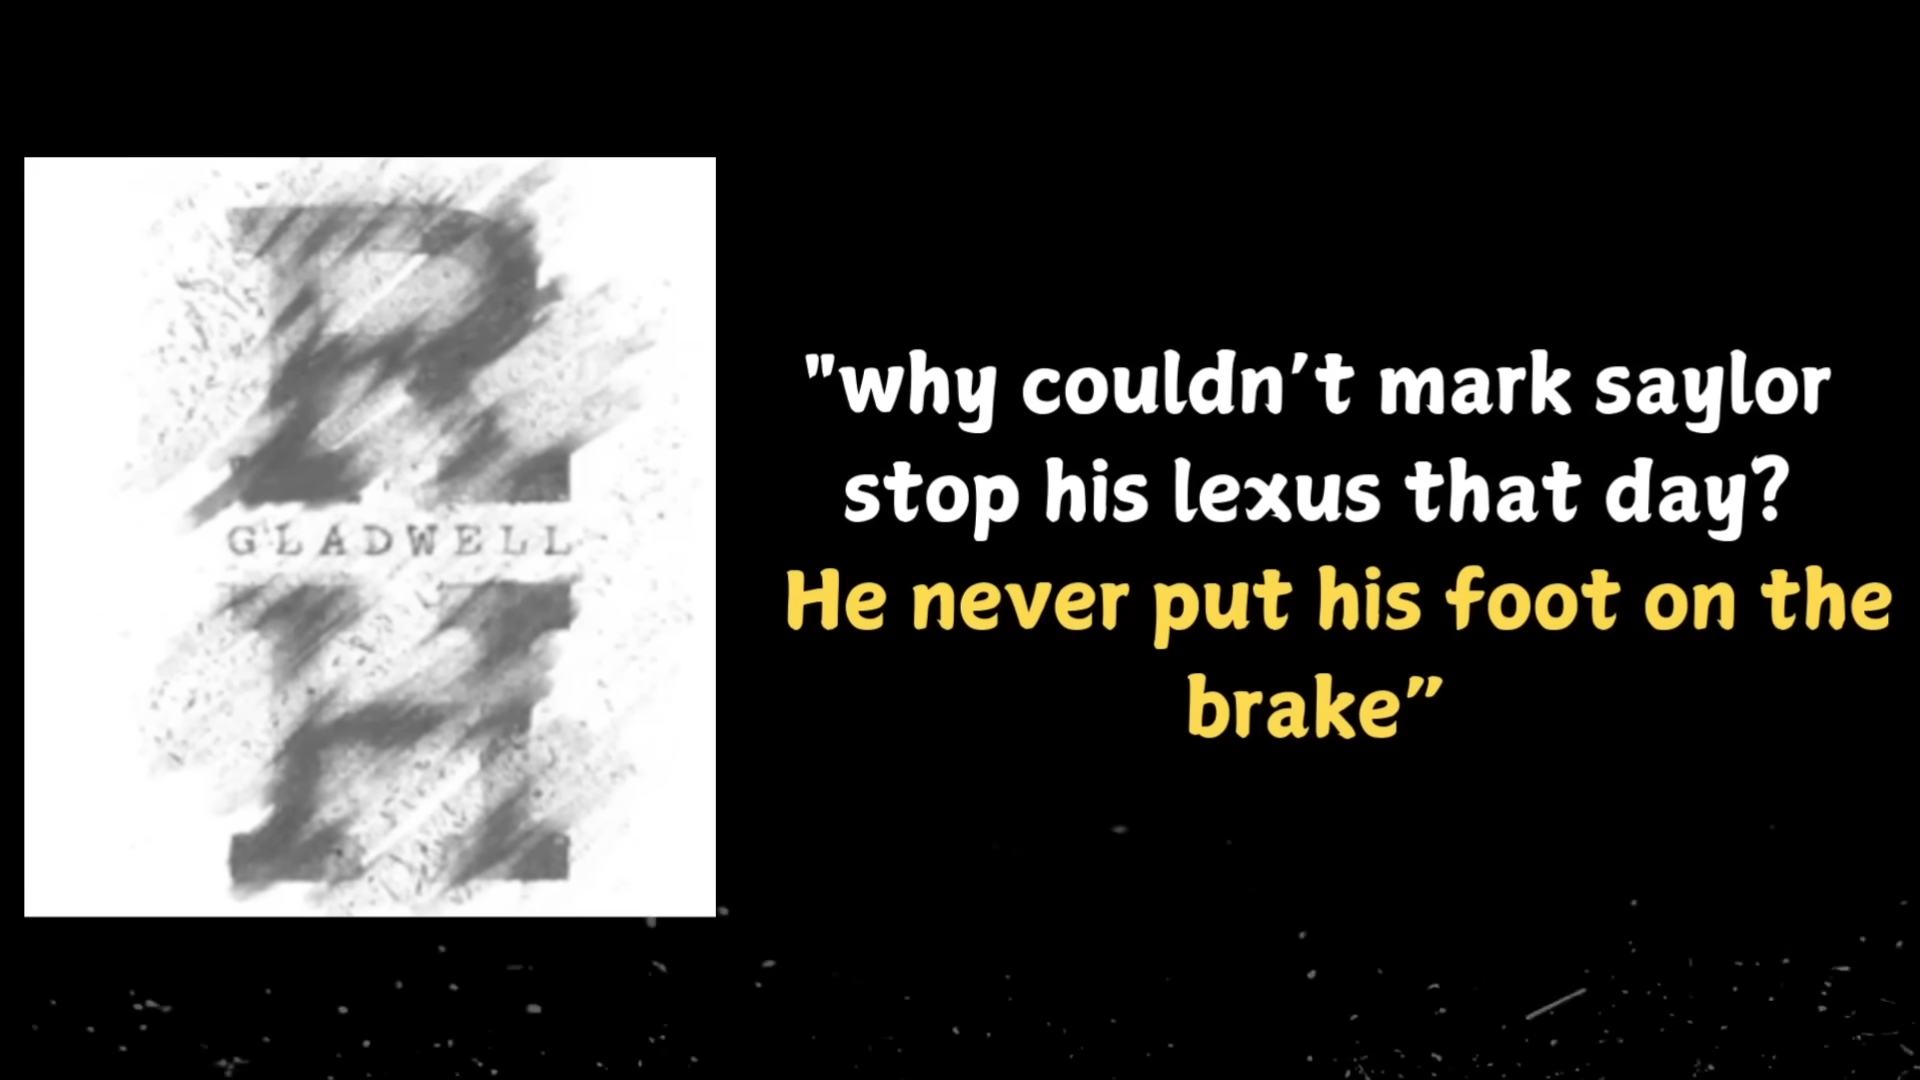 R
GLADWELL
H
"why couldn’t mark saylor
stop his lexus that day?
He never put his foot on the
brake”